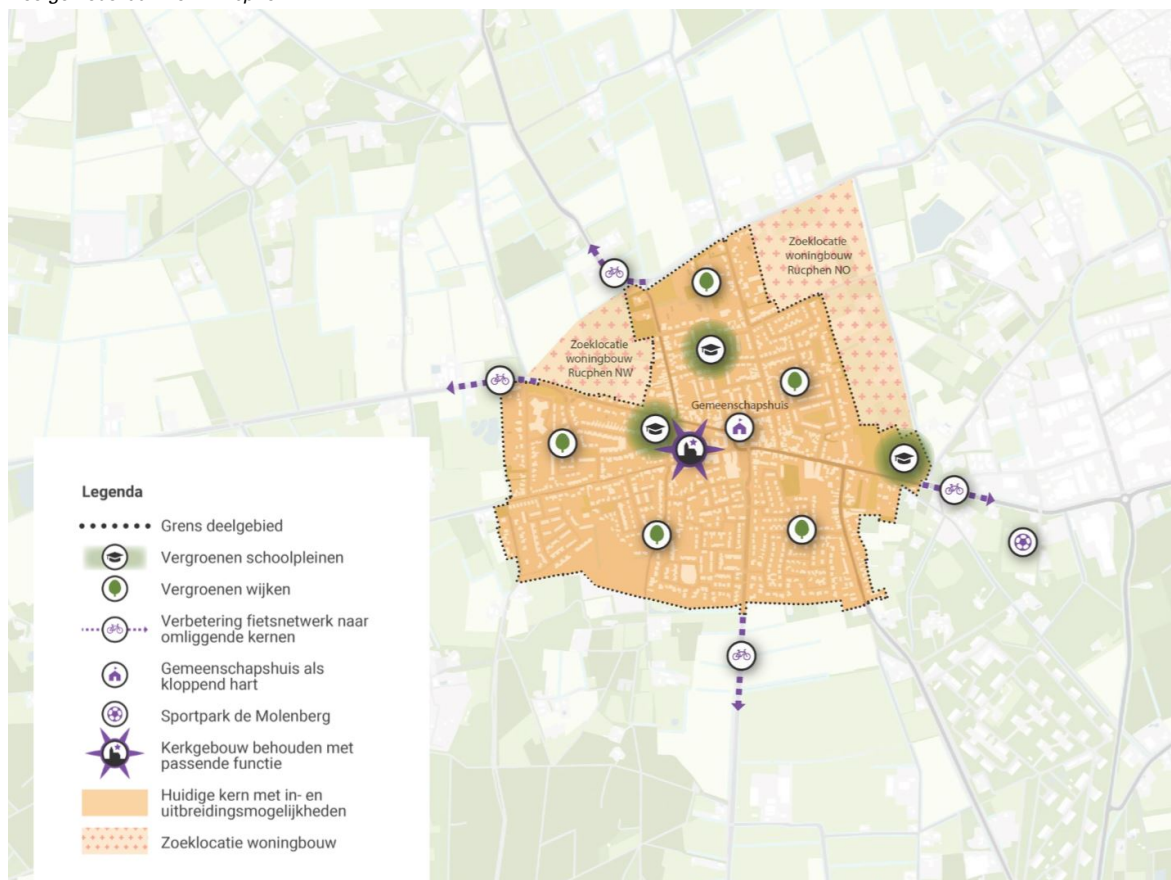 Zoeklocatie
woningbouw
Rucphen NO
Zoeklocatie
woningbouw
Rucphen NW
Gemeenschapshuis
Legenda
Grens deelgebied
Vergroenen schoolpleinen
Vergroenen wijken
Verbetering fietsnetwerk naar
omliggende kernen
Gemeenschapshuis als
kloppend hart
Sportpark de Molenberg
Kerkgebouw behouden met
passende functie
Huidige kern met in- en
uitbreidingsmogelijkheden
Zoeklocatie woningbouw